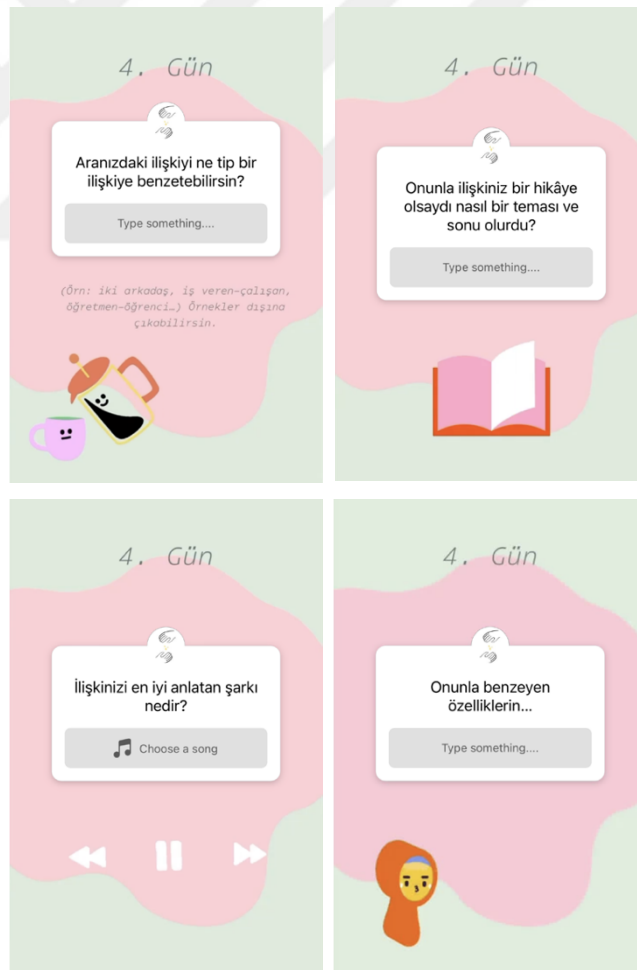 4. Gün
Aranızdaki ilişkiyi ne tip bir
ilişkiye benzetebilirsin?
Type something....
(Örn: iki arkadaş, iş veren-çalışan,
öğretmen-öğrenci…) Örnekler dışına
çıkabilirsin.
4. Gün
Onunla ilişkiniz bir hikâye
olsaydı nasıl bir teması ve
sonu olurdu?
Type something....
4. Gün
İlişkinizi en iyi anlatan şarkı
nedir?
Choose a song
4. Gün
Onunla benzeyen
özelliklerin...
Type something....